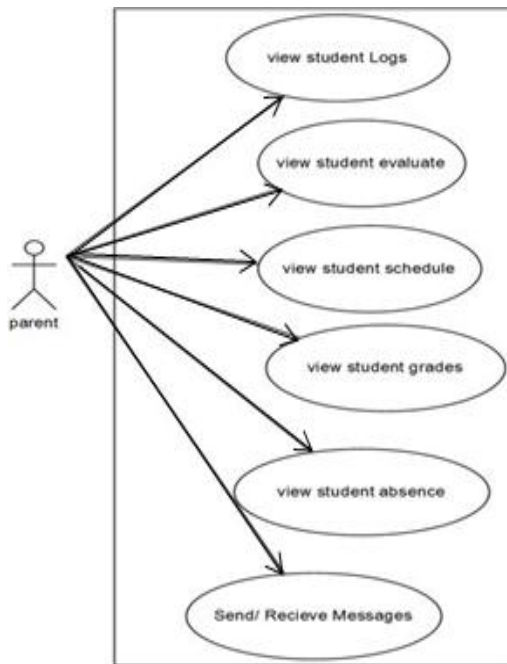 view student Logs
view student evaluate
view student schedule
parent
view student grades
view student absence
Send/ Recieve Messages